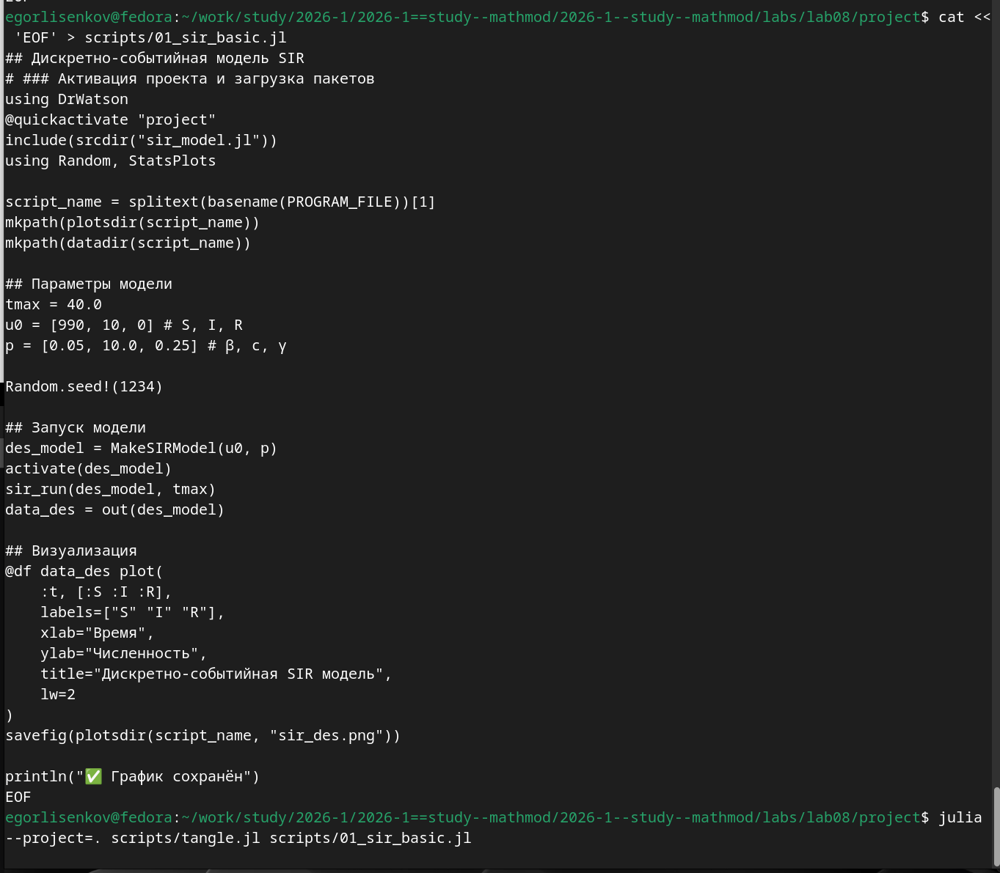 egorlisenkov@fedora:~/work/study/2026-1/2026-1==study--mathmod/2026-1--study--mathmod/labs/lab08/project$ cat <<
 'EOF' > scripts/01_sir_basic.jl
## Дискретно-событийная модель SIR
# ### Активация проекта и загрузка пакетов
using DrWatson
@quickactivate "project"
include(srcdir("sir_model.jl"))
using Random, StatsPlots

script_name = splitext(basename(PROGRAM_FILE))[1]
mkpath(plotsdir(script_name))
mkpath(datadir(script_name))

## Параметры модели
tmax = 40.0
u0 = [990, 10, 0] # S, I, R
p = [0.05, 10.0, 0.25] # β, c, γ

Random.seed!(1234)

## Запуск модели
des_model = MakeSIRModel(u0, p)
activate(des_model)
sir_run(des_model, tmax)
data_des = out(des_model)

## Визуализация
@df data_des plot(
    :t, [:S :I :R],
    labels=["S" "I" "R"],
    xlab="Время",
    ylab="Численность",
    title="Дискретно-событийная SIR модель",
    lw=2
)
savefig(plotsdir(script_name, "sir_des.png"))

println("✅ График сохранён")
EOF
egorlisenkov@fedora:~/work/study/2026-1/2026-1==study--mathmod/2026-1--study--mathmod/labs/lab08/project$ julia
--project=. scripts/tangle.jl scripts/01_sir_basic.jl